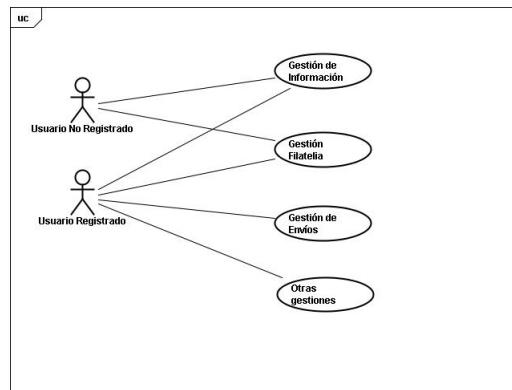 uc
Gestión de
Información
Usuario No Registrado
Gestión
Filatelia
Usuario Registrado
Gestión de
Envíos
Otras
gestiones